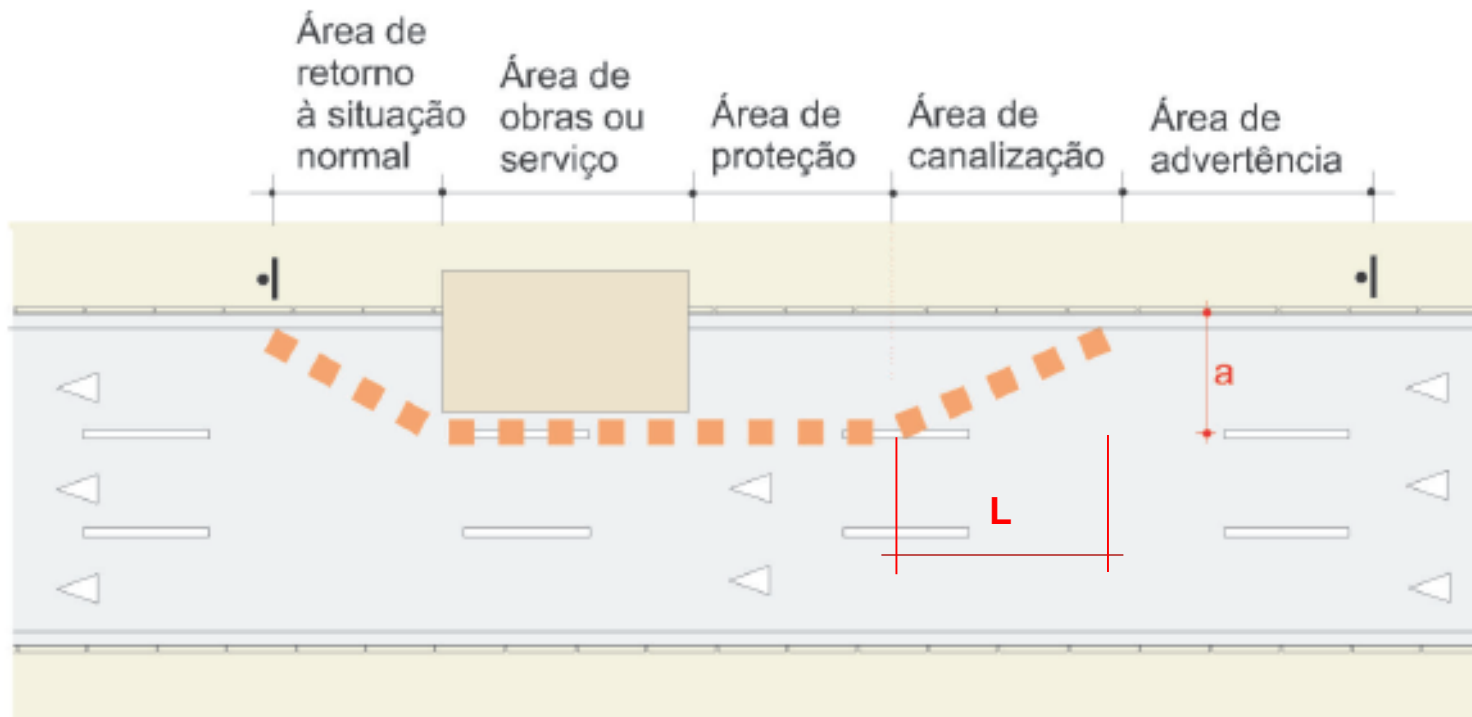 Área de
retorno
à situação
normal
Área de
obras ou
serviço
Área de
proteção
Área de
canalização
Área de
advertência
a
L